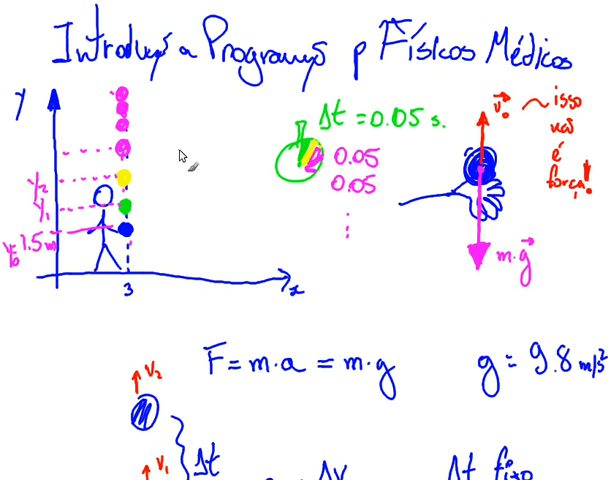 Introdução a Programação p Físicos Médicos
y
Δt = 0.05 s.
0.05
0.05
⋮
v₀ ~ isso
não
é
força!
y₂
y₁
y₀ 1.5 m
3
x
m·g
F = m·a = m·g
g = 9.8 m/s²
v₂
v₁
Δt
Δv
Δt fixo